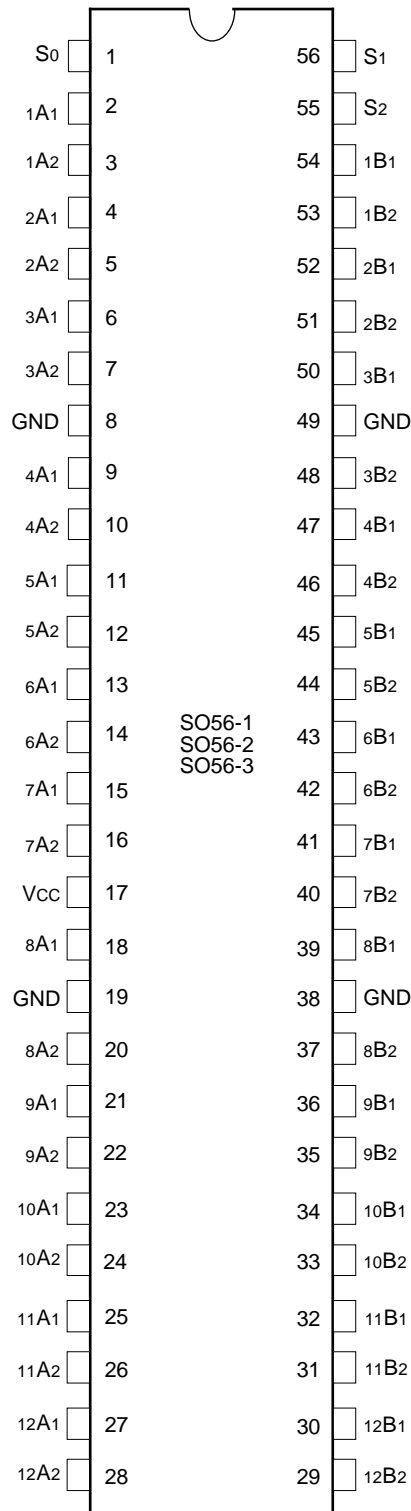 S0 1 56 S1
1A1 2 55 S2
1A2 3 54 1B1
2A1 4 53 1B2
2A2 5 52 2B1
3A1 6 51 2B2
3A2 7 50 3B1
GND 8 49 GND
4A1 9 48 3B2
4A2 10 47 4B1
5A1 11 46 4B2
5A2 12 45 5B1
6A1 13 44 5B2
SO56-1
6A2 14 43 6B1
SO56-2
SO56-3
7A1 15 42 6B2
7A2 16 41 7B1
VCC 17 40 7B2
8A1 18 39 8B1
GND 19 38 GND
8A2 20 37 8B2
9A1 21 36 9B1
9A2 22 35 9B2
10A1 23 34 10B1
10A2 24 33 10B2
11A1 25 32 11B1
11A2 26 31 11B2
12A1 27 30 12B1
12A2 28 29 12B2